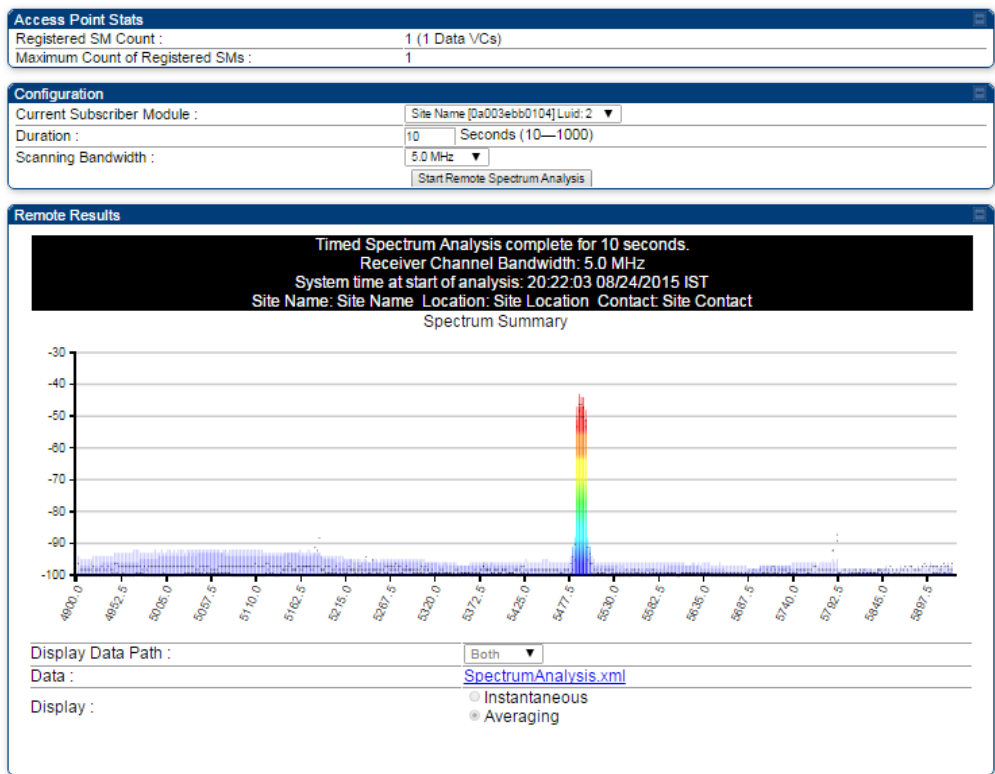 Access Point Stats
Registered SM Count : 1 (1 Data VCs)
Maximum Count of Registered SMs : 1
Configuration
Current Subscriber Module : Site Name [0a003ebb0104] Luid: 2
Duration : 10 Seconds (10—1000)
Scanning Bandwidth : 5.0 MHz
Start Remote Spectrum Analysis
Remote Results
Timed Spectrum Analysis complete for 10 seconds.
Receiver Channel Bandwidth: 5.0 MHz
System time at start of analysis: 20:22:03 08/24/2015 IST
Site Name: Site Name Location: Site Location Contact: Site Contact
Spectrum Summary
-30
-40
-50
-60
-70
-80
-90
-100
4900.0 4952.5 5005.0 5057.5 5110.0 5162.5 5215.0 5267.5 5320.0 5372.5 5425.0 5477.5 5530.0 5582.5 5635.0 5687.5 5740.0 5792.5 5845.0 5897.5
Display Data Path : Both
Data : SpectrumAnalysis.xml
Display : Instantaneous
Averaging